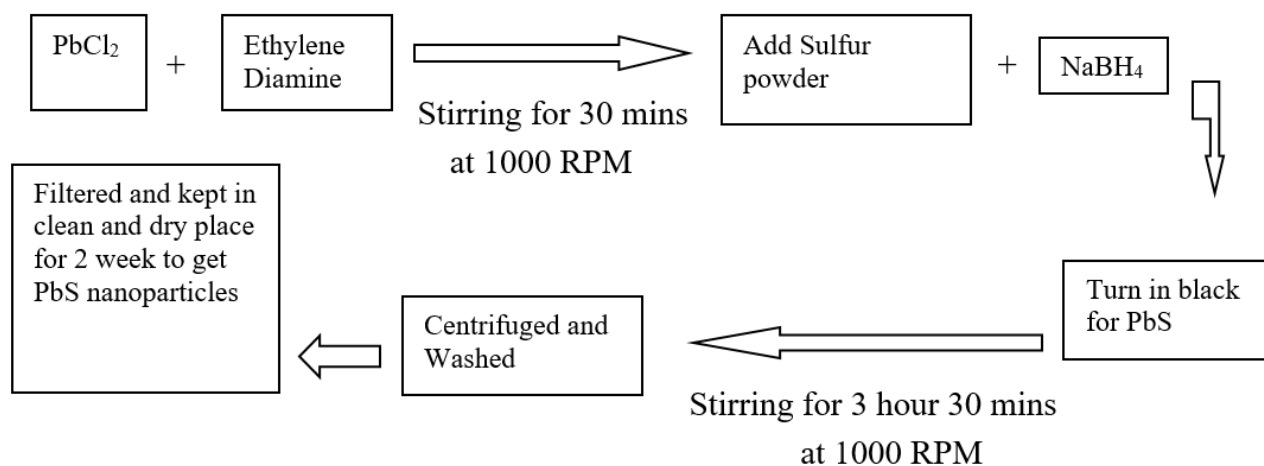 PbCl₂
+
Ethylene
Diamine
Stirring for 30 mins
at 1000 RPM
Add Sulfur
powder
+
NaBH₄
Turn in black
for PbS
Stirring for 3 hour 30 mins
at 1000 RPM
Centrifuged and
Washed
Filtered and kept in
clean and dry place
for 2 week to get
PbS nanoparticles